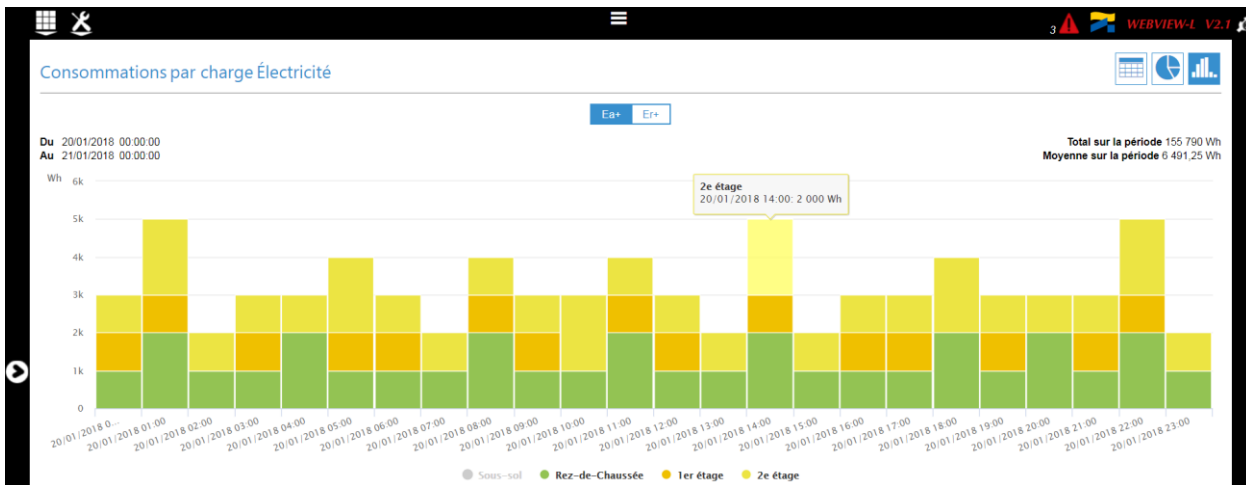 3 WEBVIEW-L V2.1
Consommations par charge Électricité
Ea+ Er+
Du 20/01/2018 00:00:00
Au 21/01/2018 00:00:00
Total sur la période 155 790 Wh
Moyenne sur la période 6 491,25 Wh
Wh
6k
2e étage
20/01/2018 14:00: 2 000 Wh
5k
4k
3k
2k
1k
0
20/01/2018 0...
20/01/2018 01:00
20/01/2018 02:00
20/01/2018 03:00
20/01/2018 04:00
20/01/2018 05:00
20/01/2018 06:00
20/01/2018 07:00
20/01/2018 08:00
20/01/2018 09:00
20/01/2018 10:00
20/01/2018 11:00
20/01/2018 12:00
20/01/2018 13:00
20/01/2018 14:00
20/01/2018 15:00
20/01/2018 16:00
20/01/2018 17:00
20/01/2018 18:00
20/01/2018 19:00
20/01/2018 20:00
20/01/2018 21:00
20/01/2018 22:00
20/01/2018 23:00
Sous-sol Rez-de-Chaussée 1er étage 2e étage